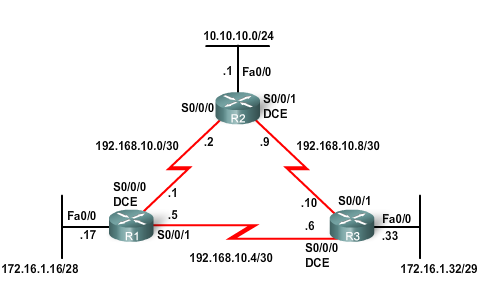 10.10.10.0/24
.1 Fa0/0
S0/0/0
S0/0/1
DCE
R2
192.168.10.0/30
.2
.9
192.168.10.8/30
S0/0/0
DCE
.1
.10
S0/0/1
Fa0/0
.17
R1
.5
S0/0/1
.6
R3
Fa0/0
.33
192.168.10.4/30
S0/0/0
DCE
172.16.1.16/28
172.16.1.32/29